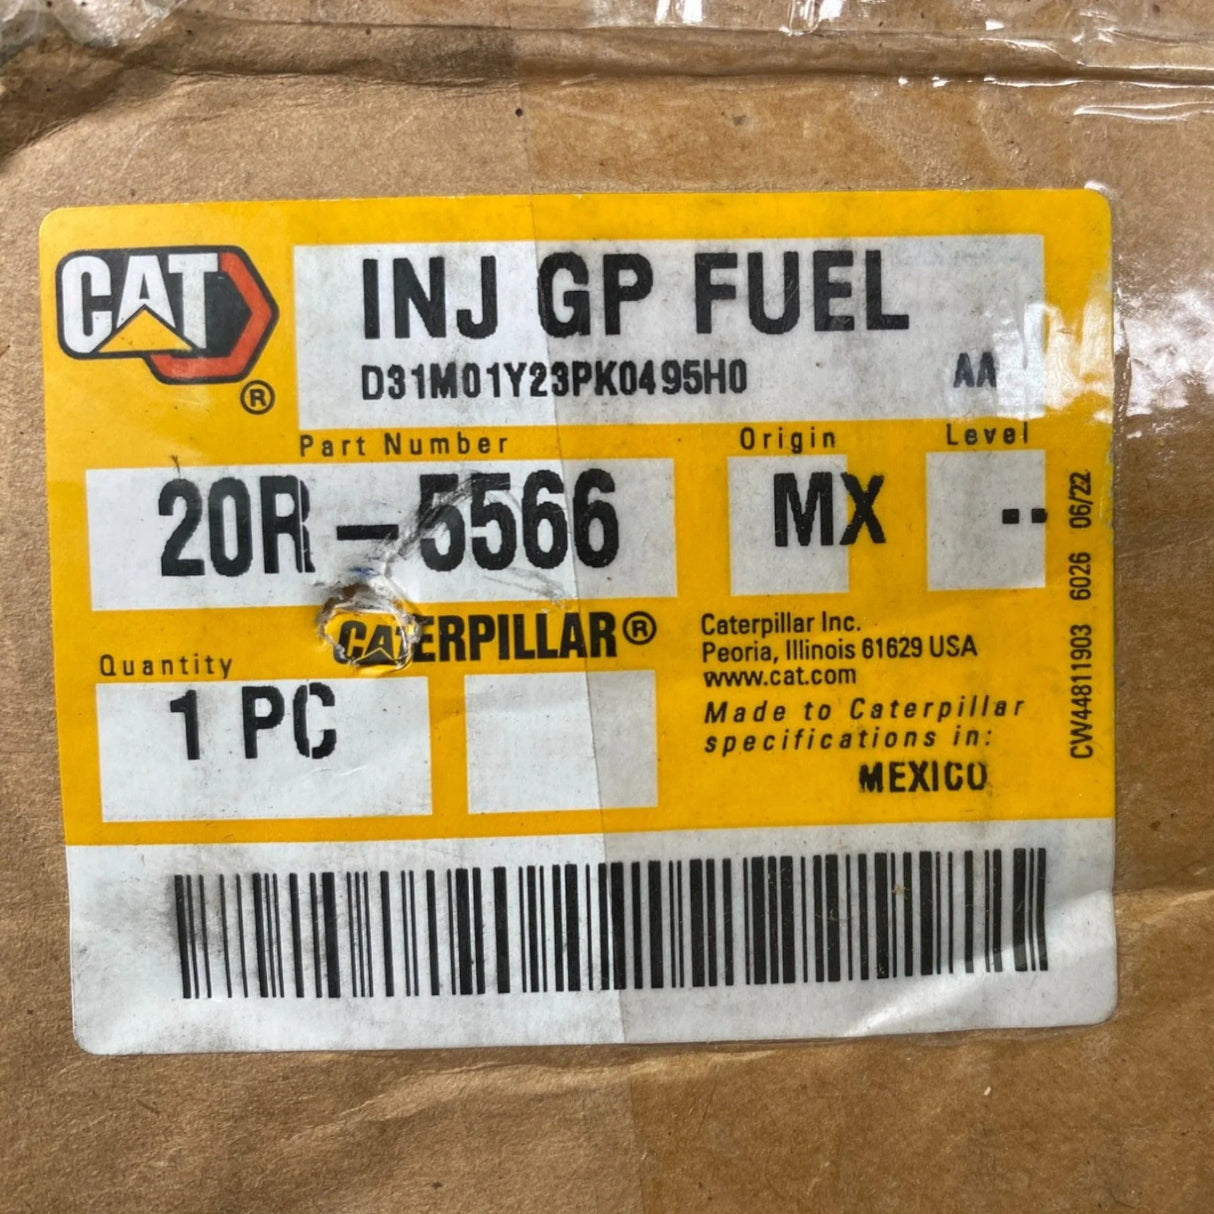 CAT®
INJ GP FUEL
D31M01Y23PK0495H0 AA
Part Number
20R-5566
Origin
MX
Level
--
CATERPILLAR®
Quantity
1 PC
Caterpillar Inc.
Peoria, Illinois 61629 USA
www.cat.com
Made to Caterpillar
specifications in:
MEXICO
CW44811903 6026 06/22